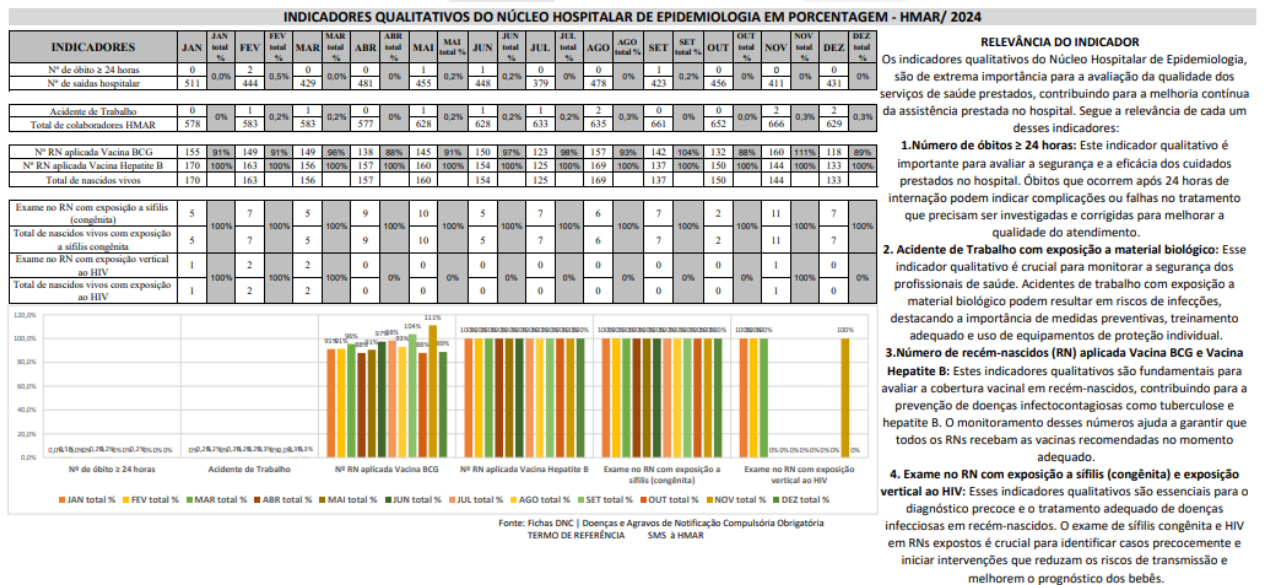 INDICADORES QUALITATIVOS DO NÚCLEO HOSPITALAR DE EPIDEMIOLOGIA EM PORCENTAGEM - HMAR/ 2024
INDICADORES JAN JAN total % FEV FEV total % MAR MAR total % ABR ABR total % MAI MAI total % JUN JUN total % JUL JUL total % AGO AGO total % SET SET total % OUT OUT total % NOV NOV total % DEZ DEZ total %
Nº de óbito ≥ 24 horas 0 0,0% 2 0,5% 0 0,0% 0 0% 1 0,2% 1 0,2% 0 0% 0 0% 1 0,2% 0 0% 0 0% 0 0%
Nº de saídas hospitalar 511 444 429 481 455 448 379 478 423 456 411 431
Acidente de Trabalho 0 0% 1 0,2% 1 0,2% 0 0% 1 0,2% 1 0,2% 1 0,2% 2 0,3% 0 0% 0 0,0% 2 0,3% 2 0,3%
Total de colaboradores HMAR 578 583 583 577 628 628 633 635 661 652 666 629
Nº RN aplicada Vacina BCG 155 91% 149 91% 149 96% 138 88% 145 91% 150 97% 123 98% 157 93% 142 104% 132 88% 160 111% 118 89%
Nº RN aplicada Vacina Hepatite B 170 100% 163 100% 156 100% 157 100% 160 100% 154 100% 125 100% 169 100% 137 100% 150 100% 144 100% 133 100%
Total de nascidos vivos 170 163 156 157 160 154 125 169 137 150 144 133
Exame no RN com exposição a sífilis (congênita) 5 100% 7 100% 5 100% 9 100% 10 100% 5 100% 7 100% 6 100% 7 100% 2 100% 11 100% 7 100%
Total de nascidos vivos com exposição a sífilis congênita 5 7 5 9 10 5 7 6 7 2 11 7
Exame no RN com exposição vertical ao HIV 1 100% 2 100% 2 100% 0 0% 0 0% 0 0% 0 0% 0 0% 0 0% 0 0% 1 100% 0 0%
Total de nascidos vivos com exposição ao HIV 1 2 2 0 0 0 0 0 0 0 1 0
120,0%
100,0%
80,0%
60,0%
40,0%
20,0%
0,0%
91% 91% 96% 88% 91% 97% 98% 93% 104% 88% 111% 89%
Nº de óbito ≥ 24 horas
Acidente de Trabalho
Nº RN aplicada Vacina BCG
Nº RN aplicada Vacina Hepatite B
Exame no RN com exposição a
sífilis (congênita)
Exame no RN com exposição
vertical ao HIV
JAN total % FEV total % MAR total % ABR total % MAI total % JUN total % JUL total % AGO total % SET total % OUT total % NOV total % DEZ total %
Fonte: Fichas DNC | Doenças e Agravos de Notificação Compulsória Obrigatória
TERMO DE REFERÊNCIA SMS à HMAR
RELEVÂNCIA DO INDICADOR
Os indicadores qualitativos do Núcleo Hospitalar de Epidemiologia,
são de extrema importância para a avaliação da qualidade dos
serviços de saúde prestados, contribuindo para a melhoria contínua
da assistência prestada no hospital. Segue a relevância de cada um
desses indicadores:
1.Número de óbitos ≥ 24 horas: Este indicador qualitativo é
importante para avaliar a segurança e a eficácia dos cuidados
prestados no hospital. Óbitos que ocorrem após 24 horas de
internação podem indicar complicações ou falhas no tratamento
que precisam ser investigadas e corrigidas para melhorar a
qualidade do atendimento.
2. Acidente de Trabalho com exposição a material biológico: Esse
indicador qualitativo é crucial para monitorar a segurança dos
profissionais de saúde. Acidentes de trabalho com exposição a
material biológico podem resultar em riscos de infecções,
destacando a importância de medidas preventivas, treinamento
adequado e uso de equipamentos de proteção individual.
3.Número de recém-nascidos (RN) aplicada Vacina BCG e Vacina
Hepatite B: Estes indicadores qualitativos são fundamentais para
avaliar a cobertura vacinal em recém-nascidos, contribuindo para a
prevenção de doenças infectocontagiosas como tuberculose e
hepatite B. O monitoramento desses números ajuda a garantir que
todos os RNs recebam as vacinas recomendadas no momento
adequado.
4. Exame no RN com exposição a sífilis (congênita) e exposição
vertical ao HIV: Esses indicadores qualitativos são essenciais para o
diagnóstico precoce e o tratamento adequado de doenças
infecciosas em recém-nascidos. O exame de sífilis congênita e HIV
em RNs expostos é crucial para identificar casos precocemente e
iniciar intervenções que reduzam os riscos de transmissão e
melhorem o prognóstico dos bebês.